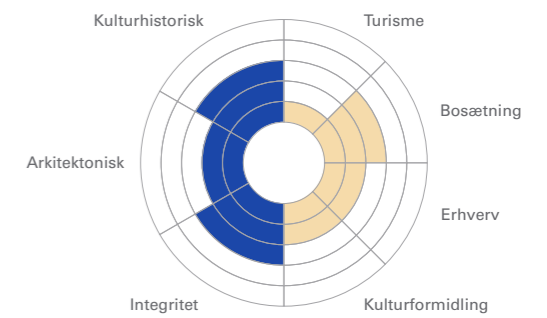 Kulturhistorisk
Turisme
Bosætning
Arkitektonisk
Erhverv
Integritet
Kulturformidling